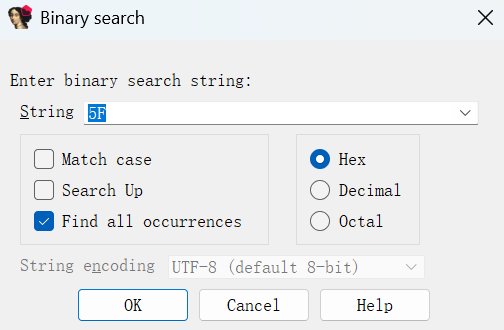 Binary search
Enter binary search string:
String 5F
Match case
Search Up
Find all occurrences
Hex
Decimal
Octal
String encoding UTF-8 (default 8-bit)
OK Cancel Help